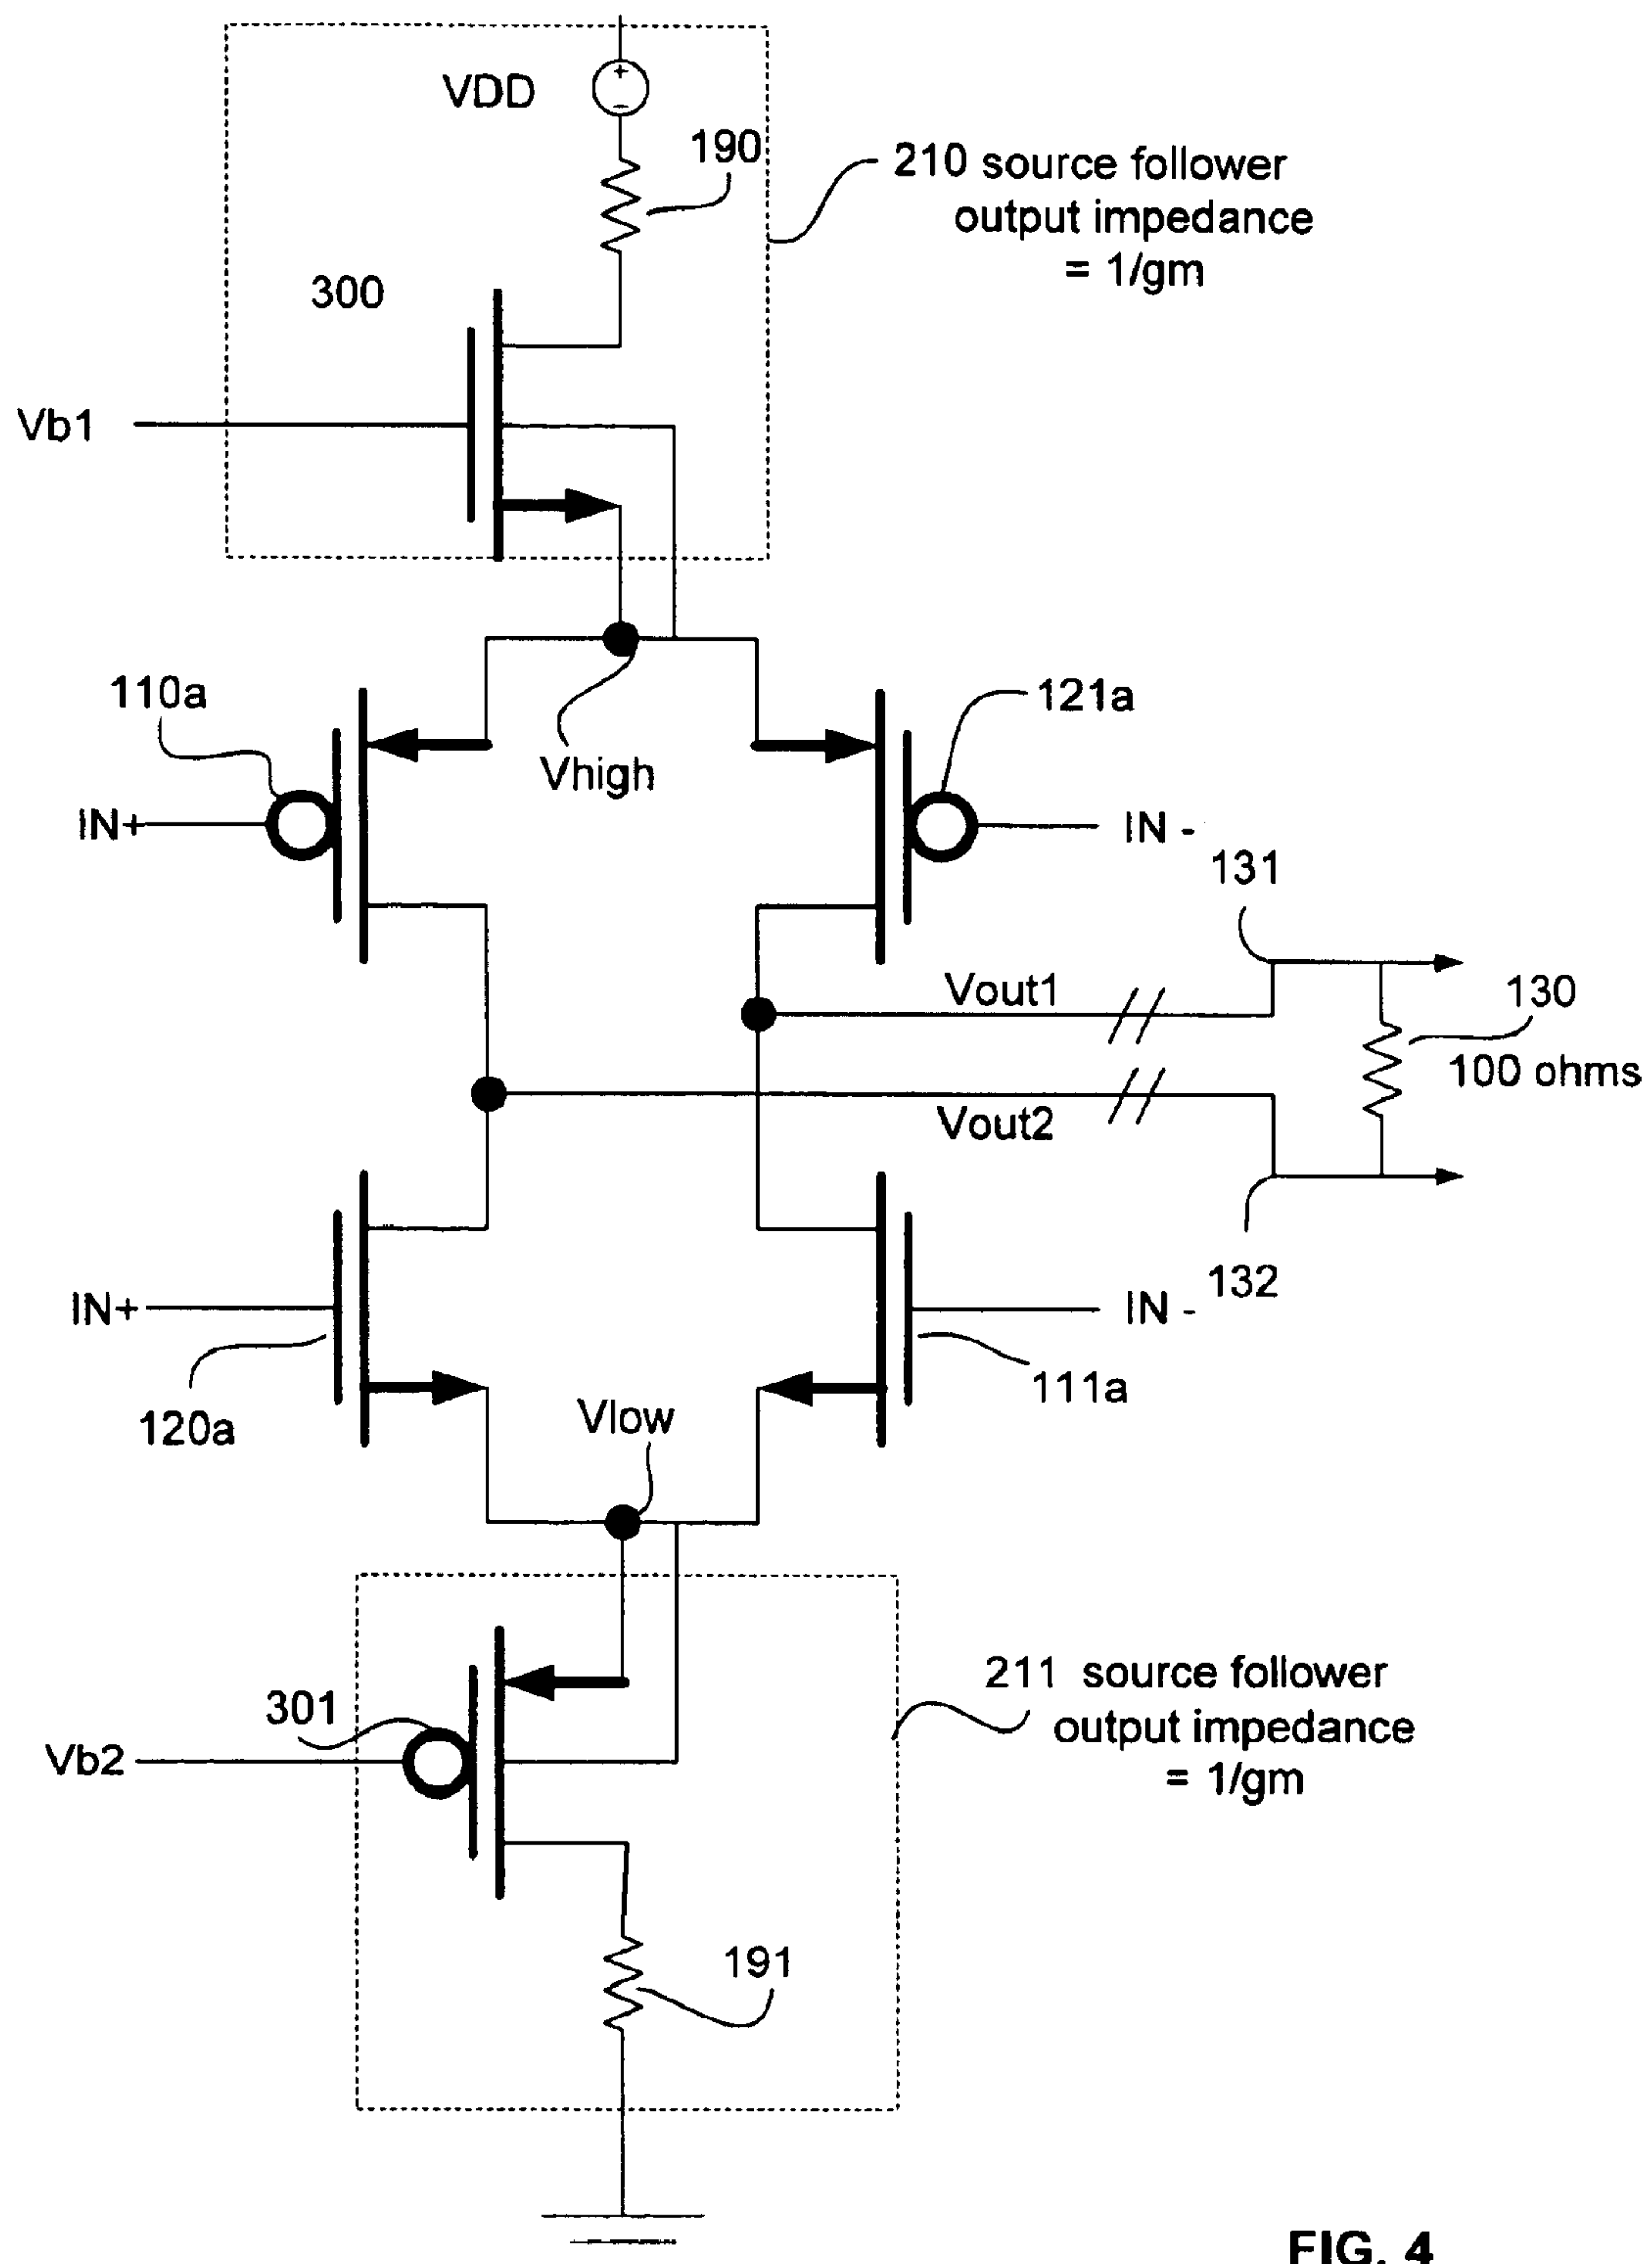 VDD
190
210 source follower
output impedance
= 1/gm
300
Vb1
110a
121a
Vhigh
IN+
IN -
131
Vout1
130
100 ohms
Vout2
132
IN+
IN -
120a
111a
Vlow
211 source follower
output impedance
= 1/gm
301
Vb2
191
FIG. 4